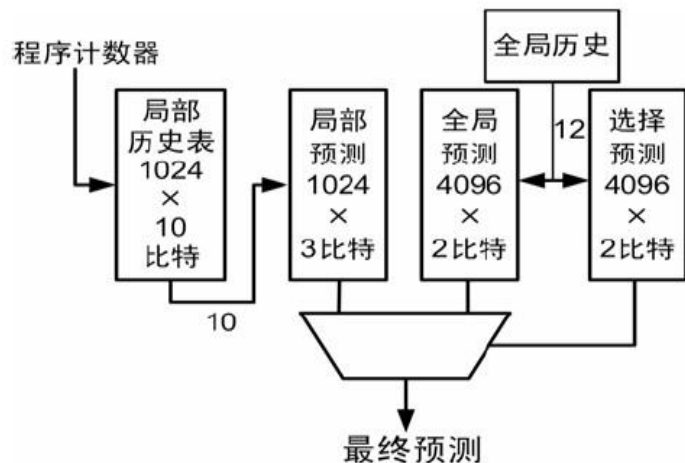 全局历史
程序计数器
局部
历史表
1024
×
10
比特
局部
预测
1024
×
3比特
全局
预测
4096
×
2比特
12
选择
预测
4096
×
2比特
10
最终预测